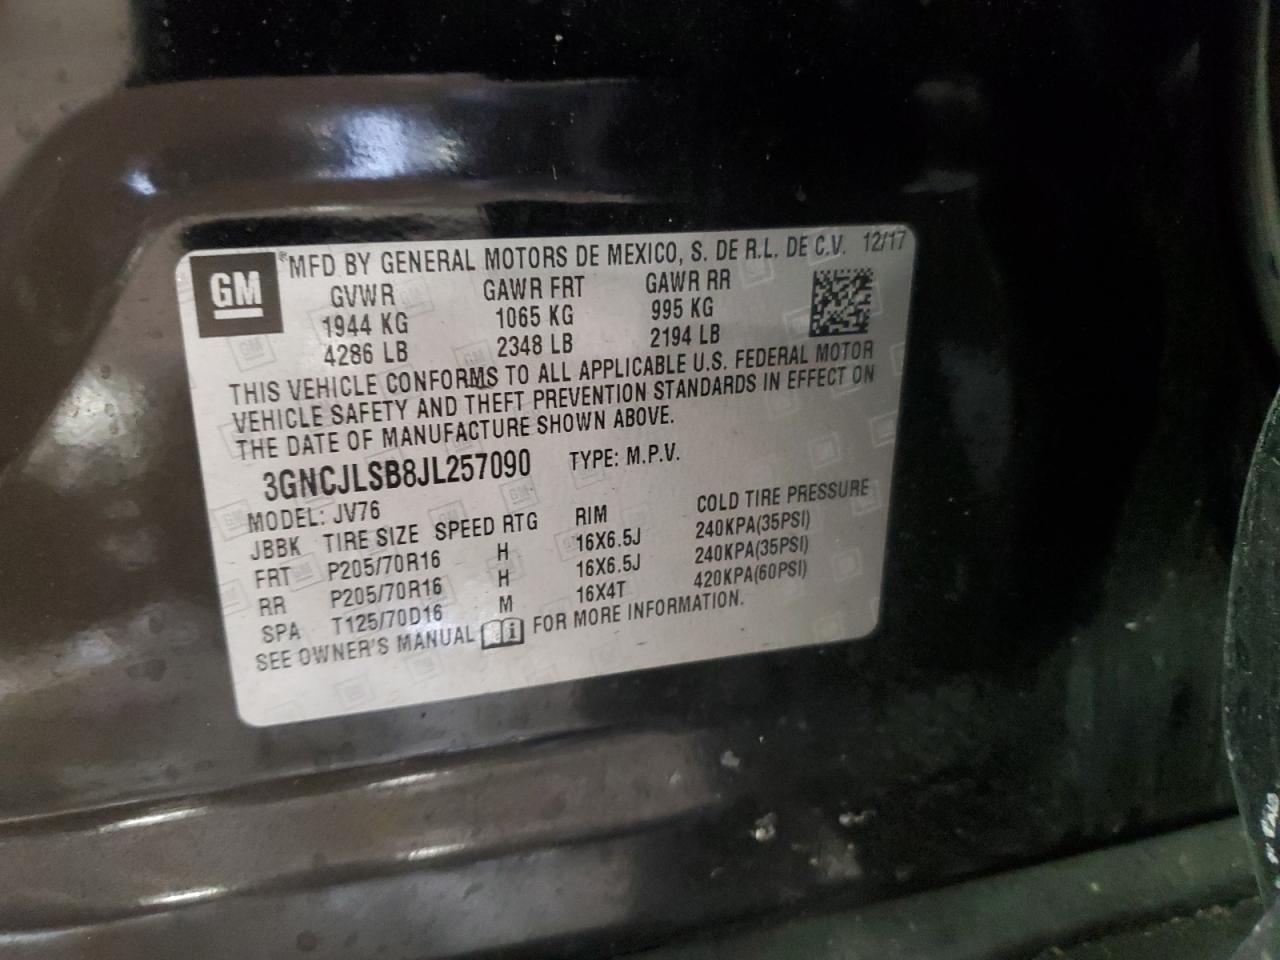 GM
®MFD BY GENERAL MOTORS DE MEXICO, S. DE R.L. DE C.V. 12/17
GVWR GAWR FRT GAWR RR
1944 KG 1065 KG 995 KG
4286 LB 2348 LB 2194 LB
THIS VEHICLE CONFORMS TO ALL APPLICABLE U.S. FEDERAL MOTOR
VEHICLE SAFETY AND THEFT PREVENTION STANDARDS IN EFFECT ON
THE DATE OF MANUFACTURE SHOWN ABOVE.
3GNCJLSB8JL257090 TYPE: M.P.V.
MODEL: JV76
JBBK TIRE SIZE SPEED RTG RIM COLD TIRE PRESSURE
FRT P205/70R16 H 16X6.5J 240KPA(35PSI)
RR P205/70R16 H 16X6.5J 240KPA(35PSI)
SPA T125/70D16 M 16X4T 420KPA(60PSI)
SEE OWNER'S MANUAL FOR MORE INFORMATION.